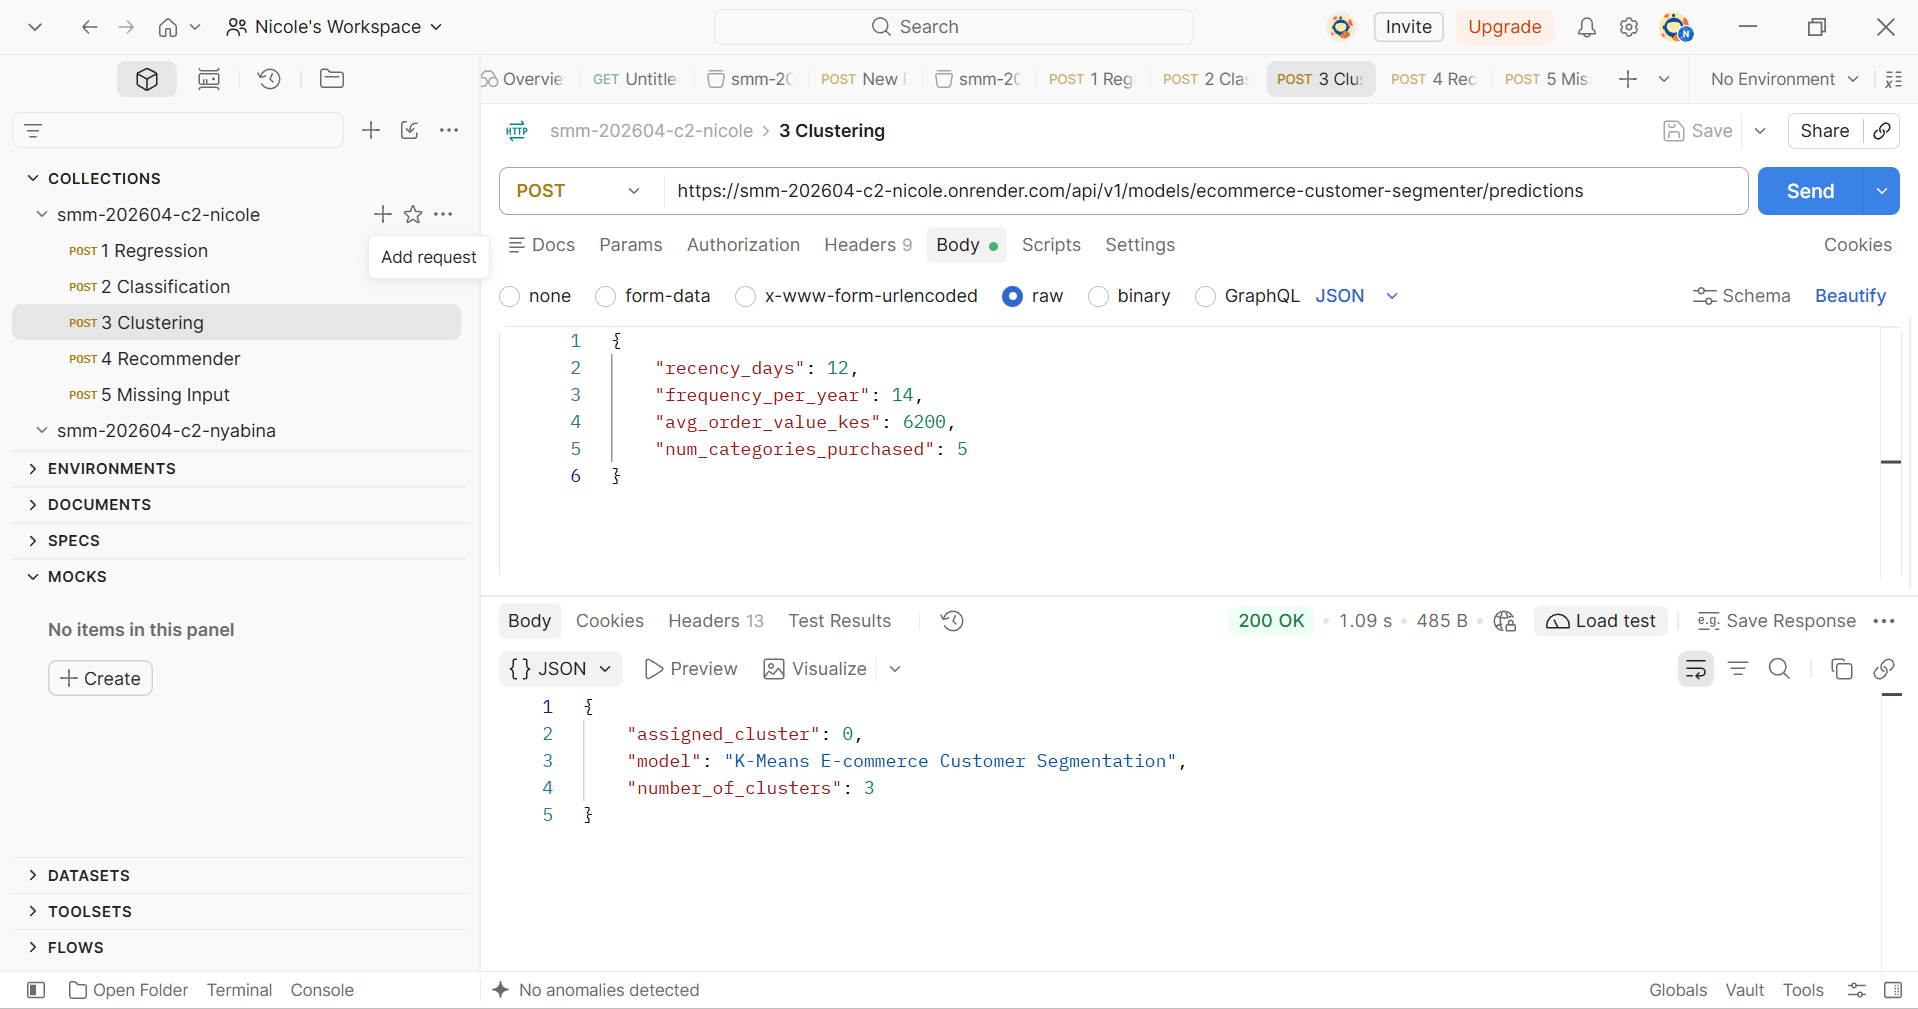 Nicole's Workspace
Search
Invite
Upgrade
N
Overvie
GET Untitle
smm-20
POST New
smm-20
POST 1 Reg
POST 2 Cla
POST 3 Clu
POST 4 Rec
POST 5 Mis
No Environment
HTTP smm-202604-c2-nicole > 3 Clustering
Save
Share
COLLECTIONS
smm-202604-c2-nicole
POST 1 Regression
Add request
POST 2 Classification
POST 3 Clustering
POST 4 Recommender
POST 5 Missing Input
smm-202604-c2-nyabina
ENVIRONMENTS
DOCUMENTS
SPECS
MOCKS
No items in this panel
+ Create
DATASETS
TOOLSETS
FLOWS
POST
https://smm-202604-c2-nicole.onrender.com/api/v1/models/ecommerce-customer-segmenter/predictions
Send
Docs Params Authorization Headers 9 Body Scripts Settings Cookies
none form-data x-www-form-urlencoded raw binary GraphQL JSON Schema Beautify
1 {
2 "recency_days": 12,
3 "frequency_per_year": 14,
4 "avg_order_value_kes": 6200,
5 "num_categories_purchased": 5
6 }
Body Cookies Headers 13 Test Results 200 OK • 1.09 s • 485 B • Load test e.g. Save Response
{} JSON Preview Visualize
1 {
2 "assigned_cluster": 0,
3 "model": "K-Means E-commerce Customer Segmentation",
4 "number_of_clusters": 3
5 }
Open Folder Terminal Console No anomalies detected Globals Vault Tools